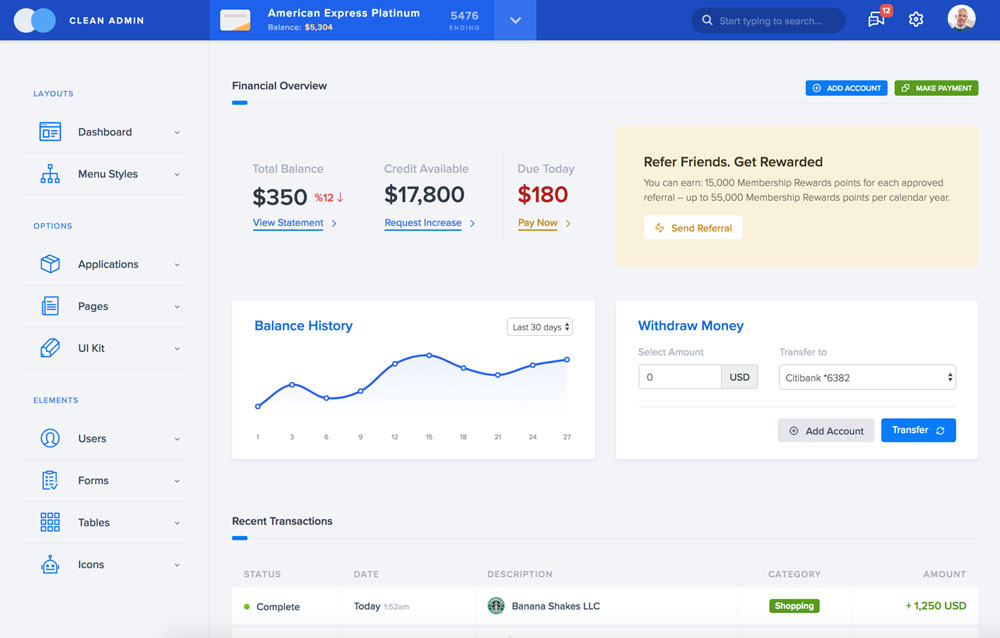 CLEAN ADMIN
American Express Platinum
Balance: $5,304
5476
ENDING
Start typing to search...
12
LAYOUTS
Dashboard
Menu Styles
OPTIONS
Applications
Pages
UI Kit
ELEMENTS
Users
Forms
Tables
Icons
Financial Overview
ADD ACCOUNT
MAKE PAYMENT
Total Balance
$350 %12 ↓
View Statement
Credit Available
$17,800
Request Increase
Due Today
$180
Pay Now
Refer Friends. Get Rewarded
You can earn: 15,000 Membership Rewards points for each approved
referral – up to 55,000 Membership Rewards points per calendar year.
Send Referral
Balance History
Last 30 days
1 3 6 9 12 15 18 21 24 27
Withdraw Money
Select Amount
0 USD
Transfer to
Citibank *6382
Add Account
Transfer
Recent Transactions
STATUS DATE DESCRIPTION CATEGORY AMOUNT
Complete Today 1:52am Banana Shakes LLC Shopping + 1,250 USD